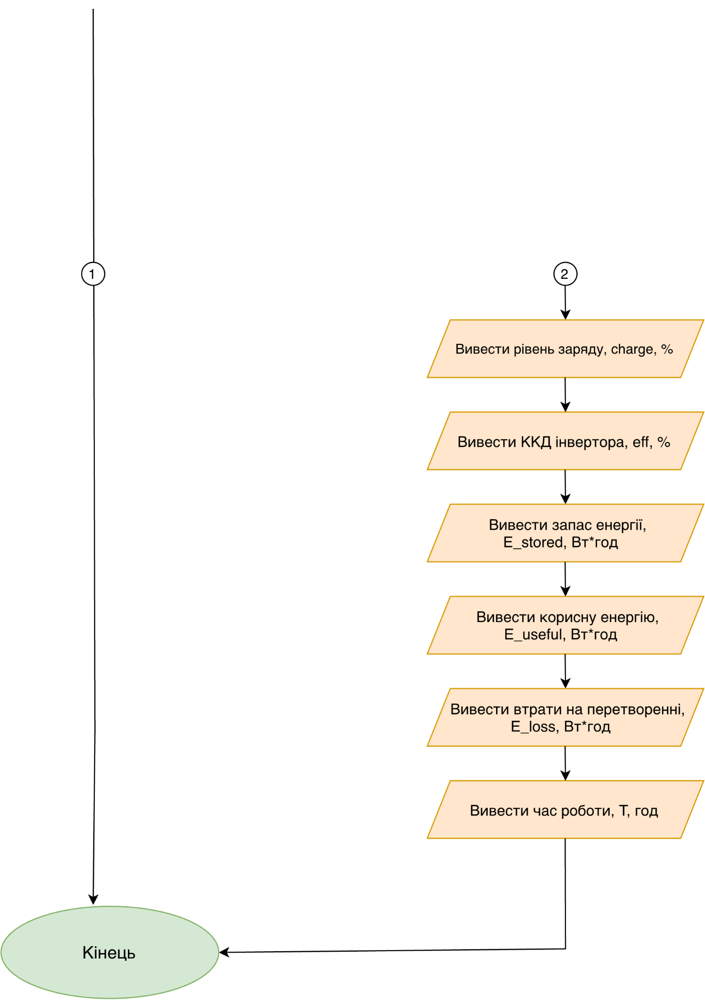 1
2
Вивести рівень заряду, charge, %
Вивести ККД інвертора, eff, %
Вивести запас енергії,
E_stored, Вт*год
Вивести корисну енергію,
E_useful, Вт*год
Вивести втрати на перетворенні,
E_loss, Вт*год
Вивести час роботи, T, год
Кінець